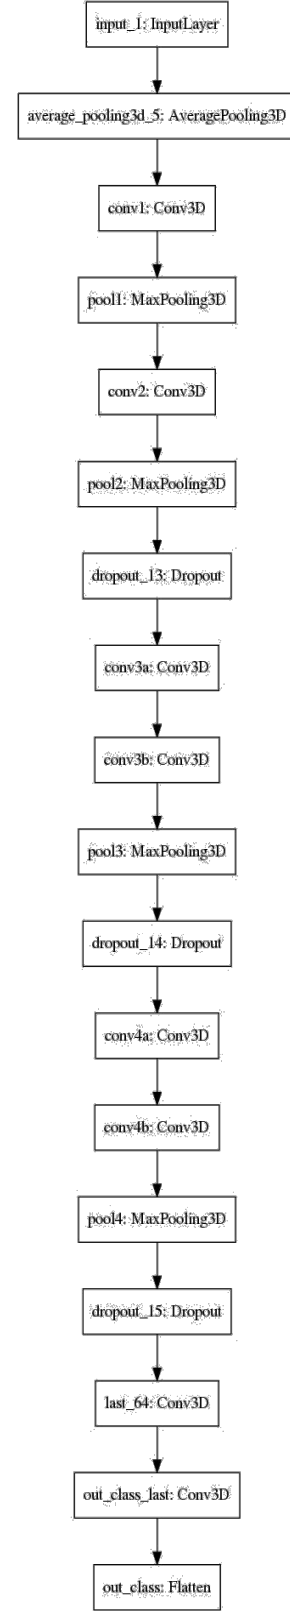 input_1: InputLayer
average_pooling3d_5: AveragePooling3D
conv1: Conv3D
pool1: MaxPooling3D
conv2: Conv3D
pool2: MaxPooling3D
dropout_13: Dropout
conv3a: Conv3D
conv3b: Conv3D
pool3: MaxPooling3D
dropout_14: Dropout
conv4a: Conv3D
conv4b: Conv3D
pool4: MaxPooling3D
dropout_15: Dropout
last_64: Conv3D
out_class_last: Conv3D
out_class: Flatten